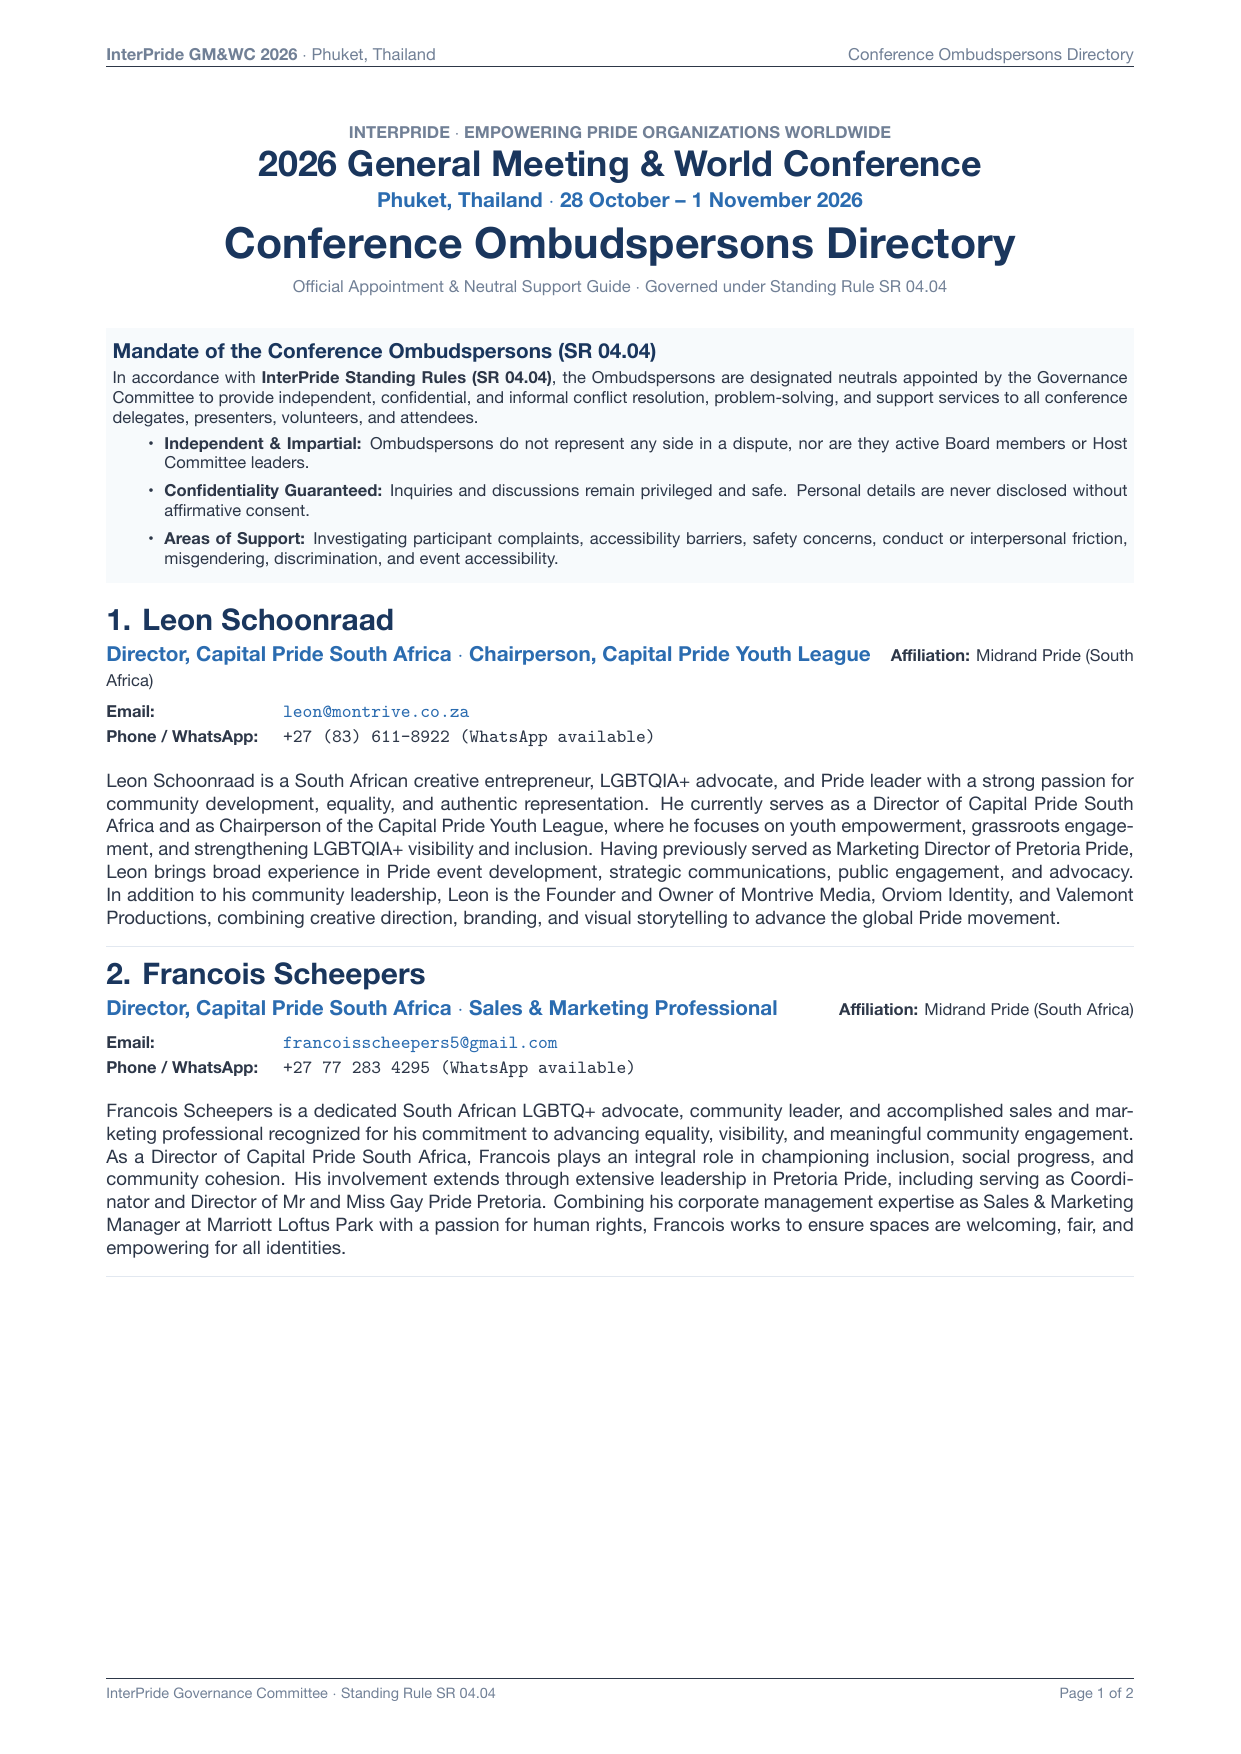 InterPride GM&WC 2026 · Phuket, Thailand
Conference Ombudspersons Directory
INTERPRIDE · EMPOWERING PRIDE ORGANIZATIONS WORLDWIDE
2026 General Meeting & World Conference
Phuket, Thailand · 28 October – 1 November 2026
Conference Ombudspersons Directory
Official Appointment & Neutral Support Guide · Governed under Standing Rule SR 04.04
Mandate of the Conference Ombudspersons (SR 04.04)
In accordance with InterPride Standing Rules (SR 04.04), the Ombudspersons are designated neutrals appointed by the Governance
Committee to provide independent, confidential, and informal conflict resolution, problem-solving, and support services to all conference
delegates, presenters, volunteers, and attendees.
• Independent & Impartial: Ombudspersons do not represent any side in a dispute, nor are they active Board members or Host
Committee leaders.
• Confidentiality Guaranteed: Inquiries and discussions remain privileged and safe. Personal details are never disclosed without
affirmative consent.
• Areas of Support: Investigating participant complaints, accessibility barriers, safety concerns, conduct or interpersonal friction,
misgendering, discrimination, and event accessibility.
1. Leon Schoonraad
Director, Capital Pride South Africa · Chairperson, Capital Pride Youth League Affiliation: Midrand Pride (South
Africa)
Email: leon@montrive.co.za
Phone / WhatsApp: +27 (83) 611-8922 (WhatsApp available)
Leon Schoonraad is a South African creative entrepreneur, LGBTQIA+ advocate, and Pride leader with a strong passion for
community development, equality, and authentic representation. He currently serves as a Director of Capital Pride South
Africa and as Chairperson of the Capital Pride Youth League, where he focuses on youth empowerment, grassroots engage-
ment, and strengthening LGBTQIA+ visibility and inclusion. Having previously served as Marketing Director of Pretoria Pride,
Leon brings broad experience in Pride event development, strategic communications, public engagement, and advocacy.
In addition to his community leadership, Leon is the Founder and Owner of Montrive Media, Orviom Identity, and Valemont
Productions, combining creative direction, branding, and visual storytelling to advance the global Pride movement.
2. Francois Scheepers
Director, Capital Pride South Africa · Sales & Marketing Professional Affiliation: Midrand Pride (South Africa)
Email: francoisscheepers5@gmail.com
Phone / WhatsApp: +27 77 283 4295 (WhatsApp available)
Francois Scheepers is a dedicated South African LGBTQ+ advocate, community leader, and accomplished sales and mar-
keting professional recognized for his commitment to advancing equality, visibility, and meaningful community engagement.
As a Director of Capital Pride South Africa, Francois plays an integral role in championing inclusion, social progress, and
community cohesion. His involvement extends through extensive leadership in Pretoria Pride, including serving as Coordi-
nator and Director of Mr and Miss Gay Pride Pretoria. Combining his corporate management expertise as Sales & Marketing
Manager at Marriott Loftus Park with a passion for human rights, Francois works to ensure spaces are welcoming, fair, and
empowering for all identities.
InterPride Governance Committee · Standing Rule SR 04.04
Page 1 of 2